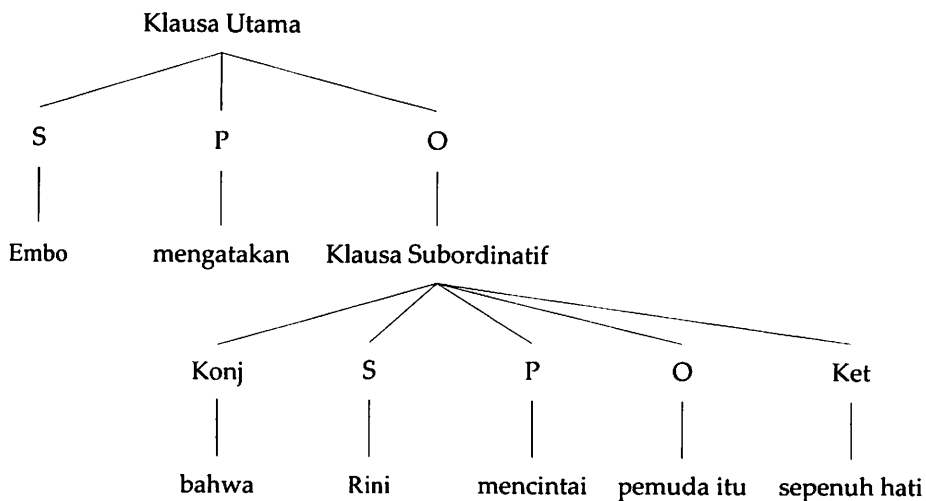 Klausa Utama
S P O
Embo mengatakan Klausa Subordinatif
Konj S P O Ket
bahwa Rini mencintai pemuda itu sepenuh hati